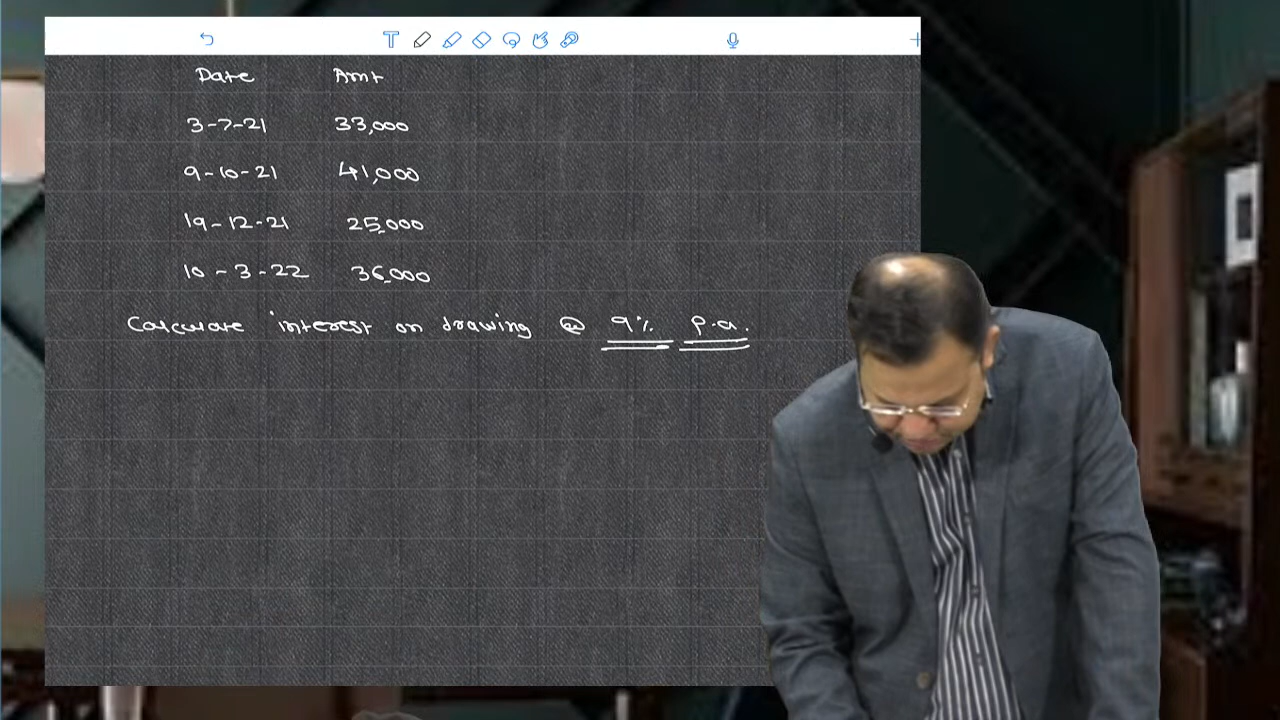 Date Amt
3-7-21 33,000
9-10-21 41,000
19-12-21 25,000
10-3-22 36,000
Calculate interest on drawing @ 9% p.a.